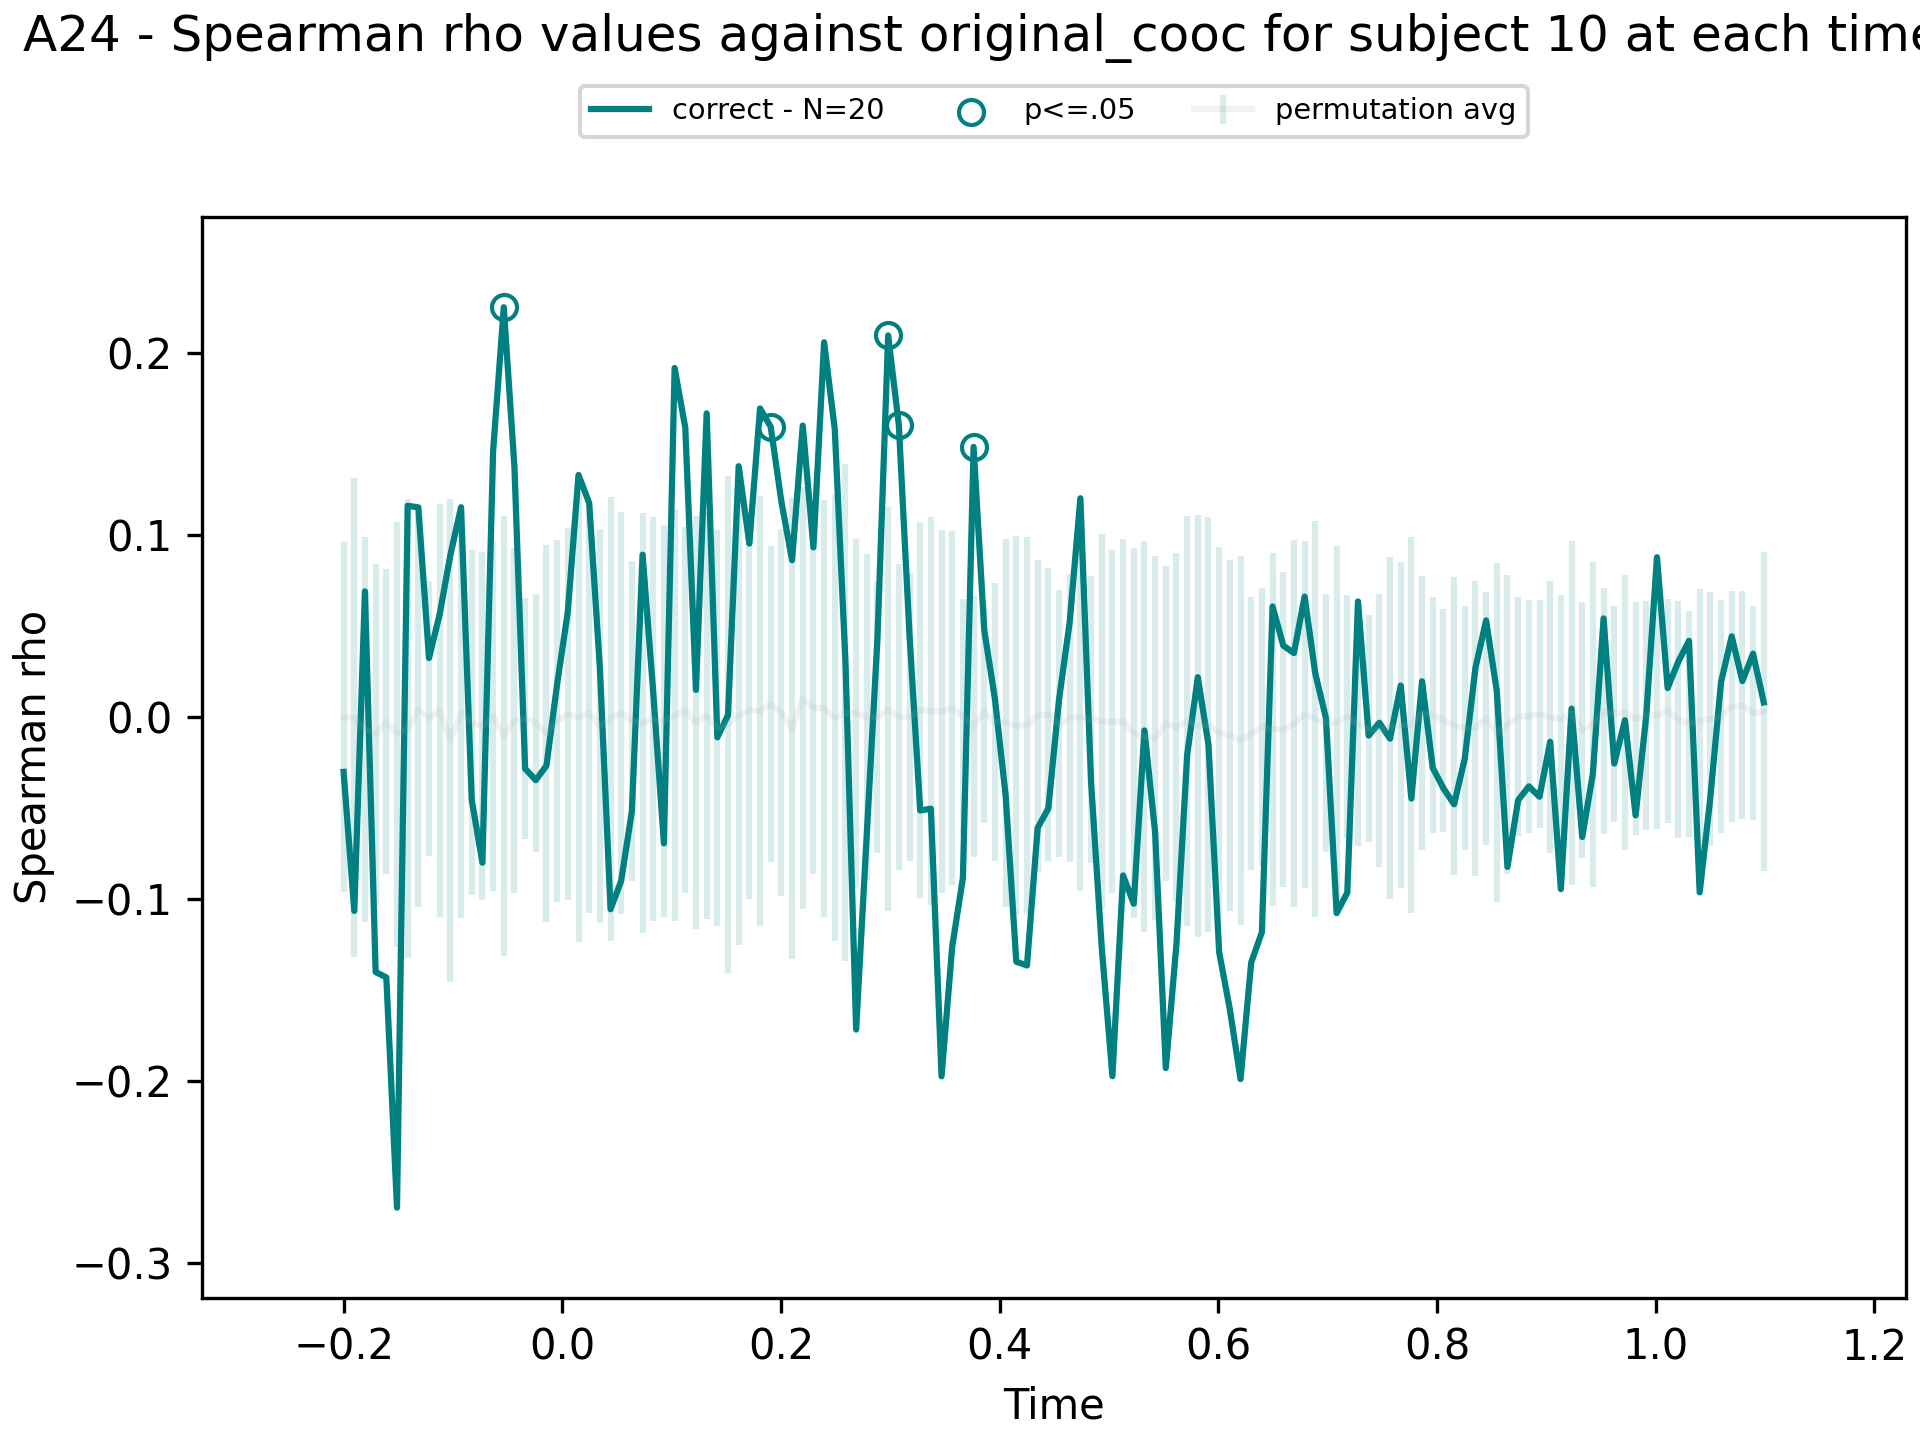 A24 - Spearman rho values against original_cooc for subject 10 at each time
correct - N=20 p<=.05 permutation avg
0.2
0.1
0.0
−0.1
−0.2
−0.3
Spearman rho
−0.2 0.0 0.2 0.4 0.6 0.8 1.0 1.2
Time